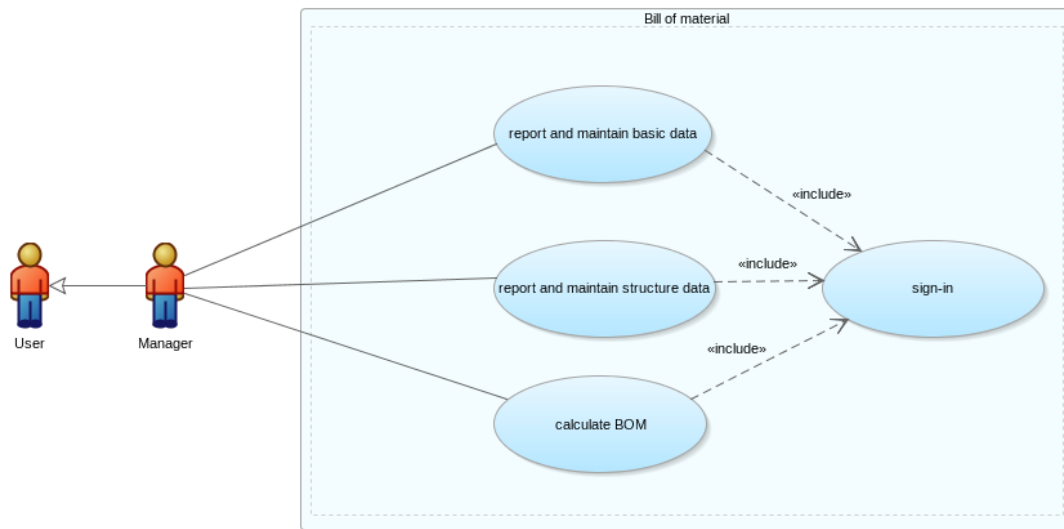 Bill of material
report and maintain basic data
«include»
report and maintain structure data
«include»
sign-in
User
Manager
«include»
calculate BOM